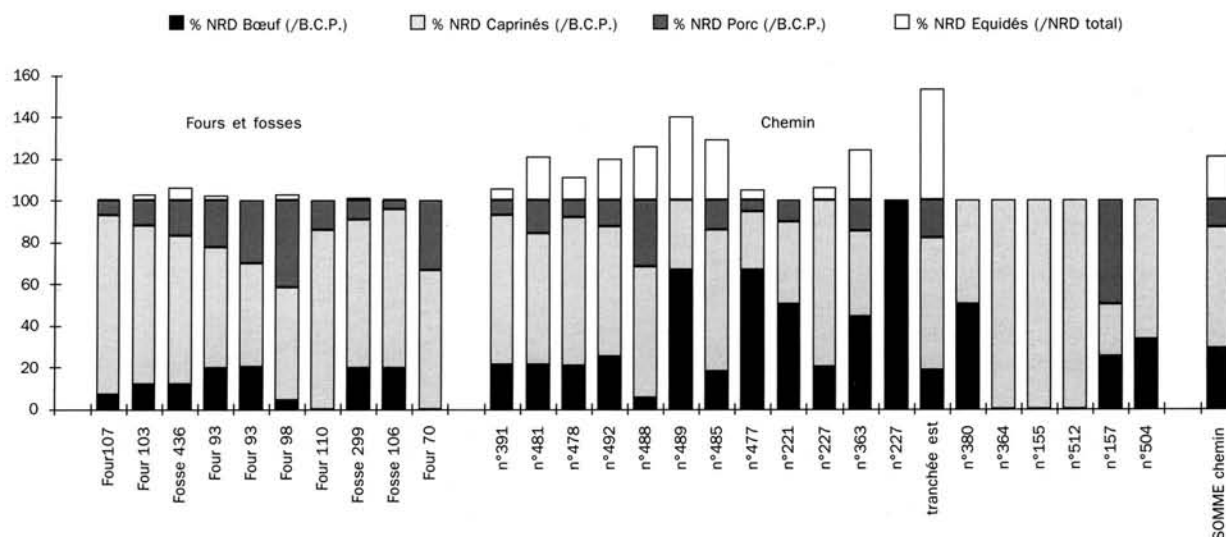 % NRD Bœuf (/B.C.P.) % NRD Caprinés (/B.C.P.) % NRD Porc (/B.C.P.) % NRD Equidés (/NRD total)
160
140
120
100
80
60
40
20
0
Fours et fosses
Chemin
Four107
Four 103
Fosse 436
Four 93
Four 93
Four 98
Four 110
Fosse 299
Fosse 106
Four 70
n°391
n°481
n°478
n°492
n°488
n°489
n°485
n°477
n°221
n°227
n°363
n°227
tranchée est
n°380
n°364
n°155
n°512
n°157
n°504
SOMME chemin